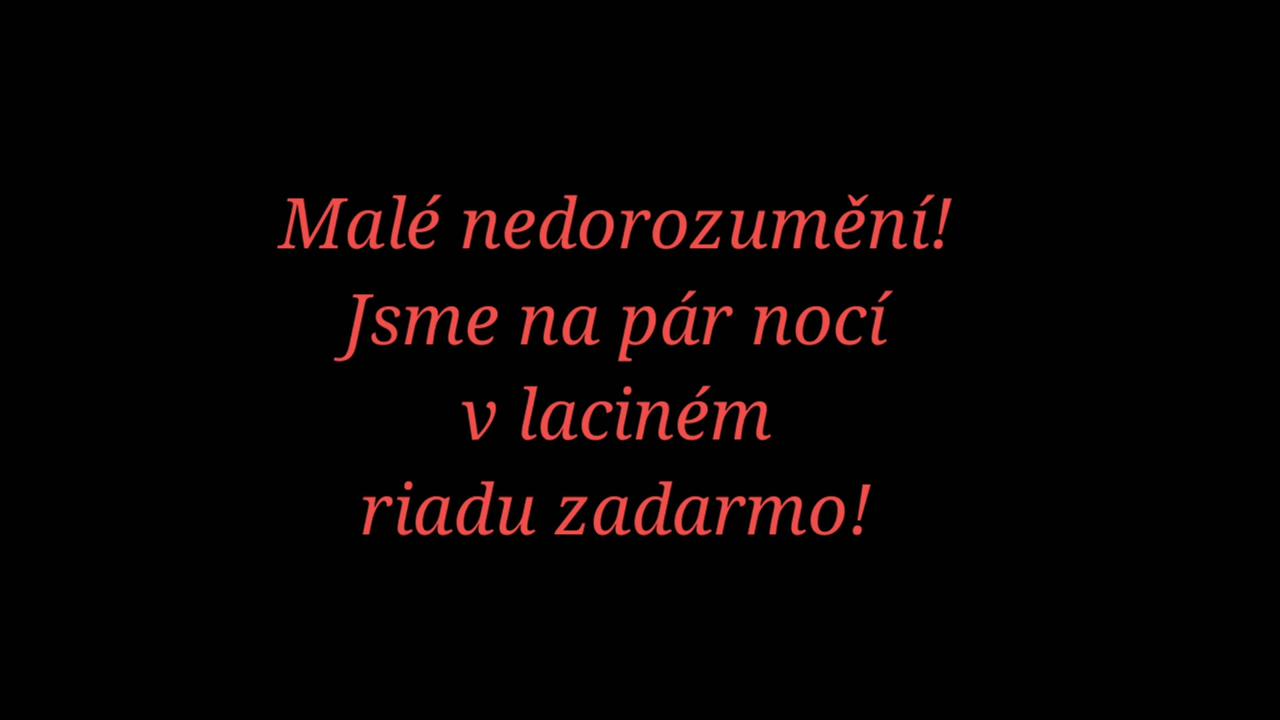 Malé nedorozumění!
Jsme na pár nocí
v laciném
riadu zadarmo!